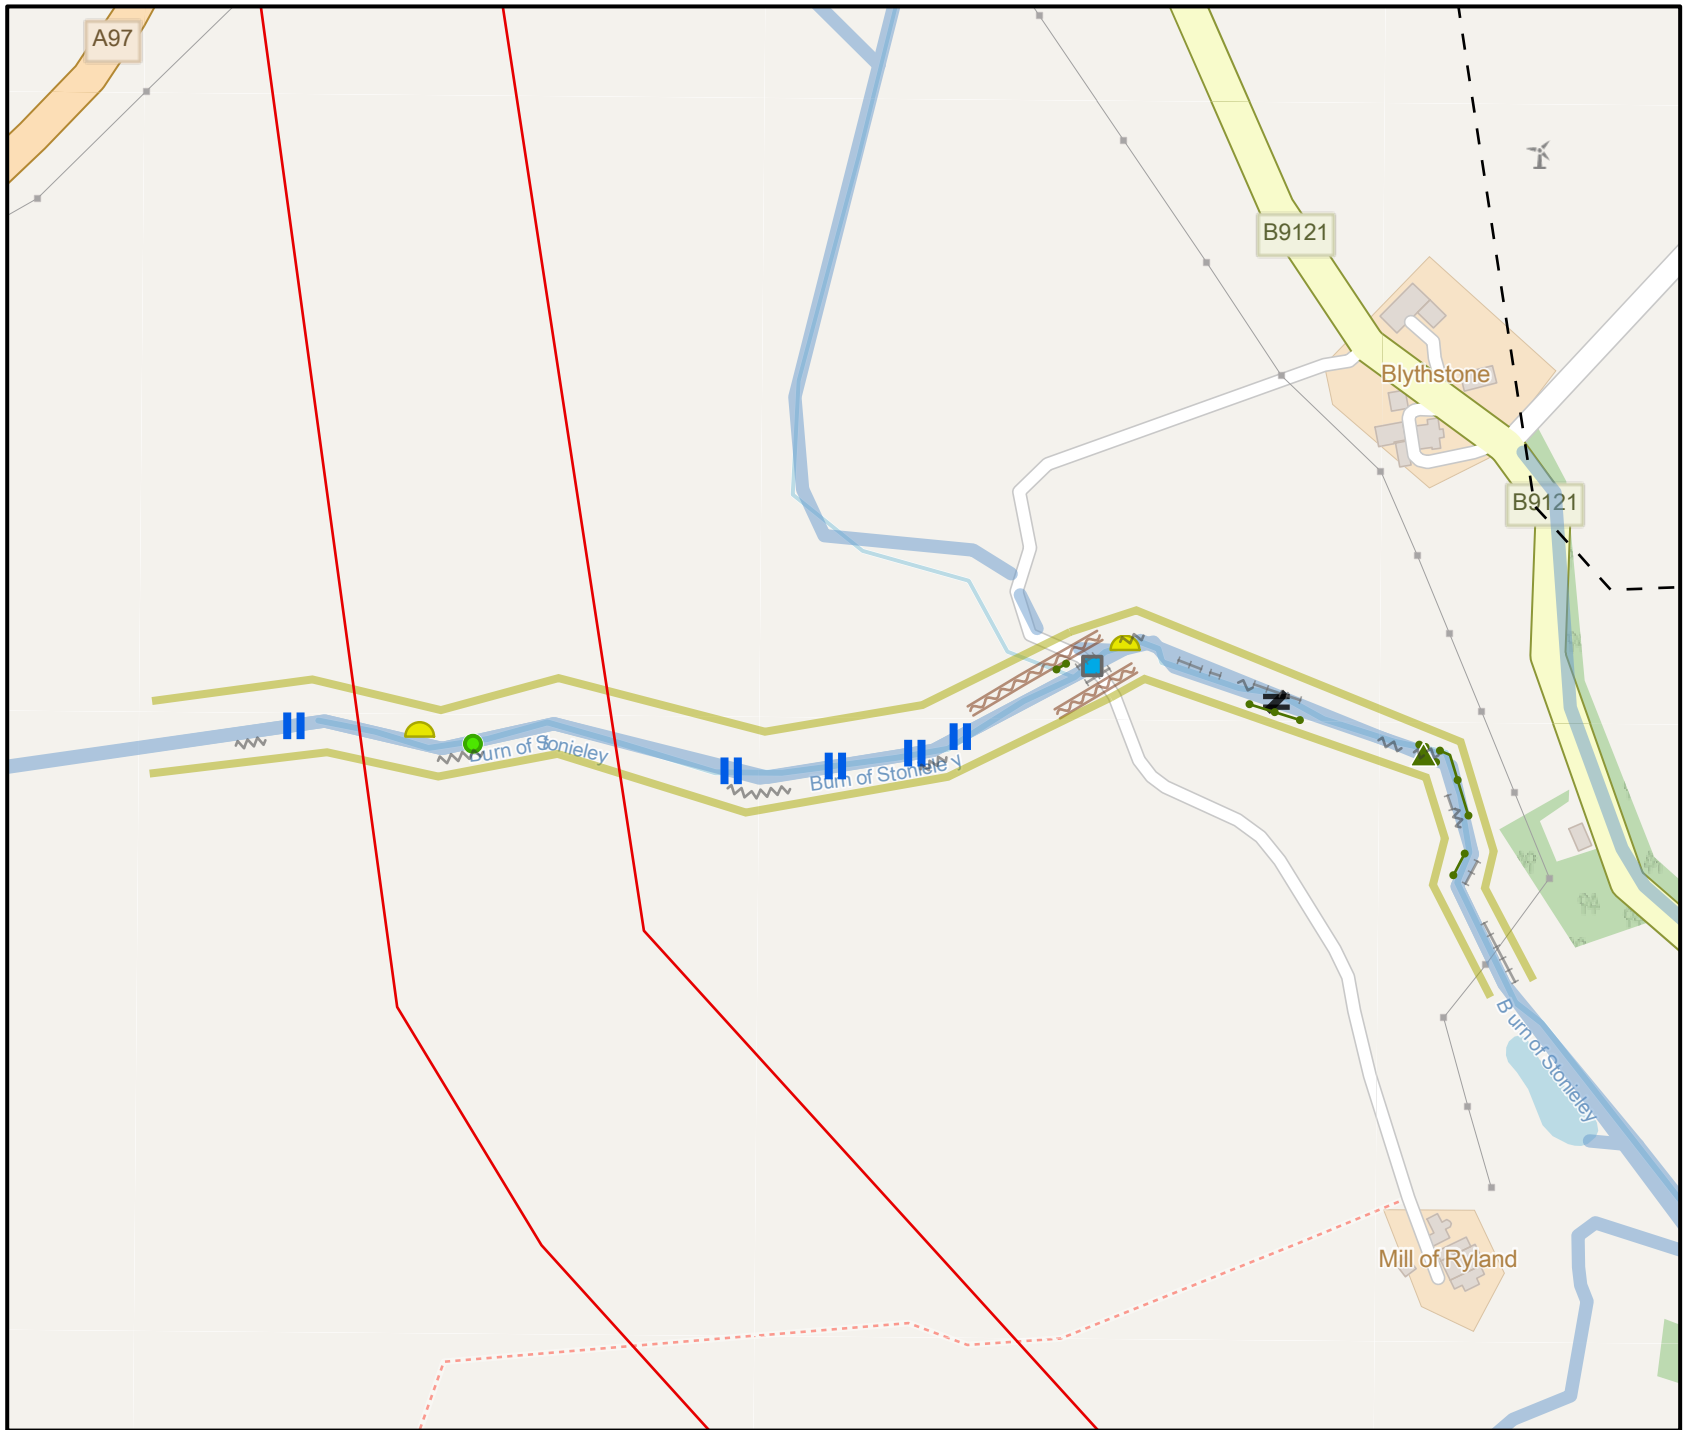 A97
B9121
Blythstone
B9121
Burn of Stonieley
Burn of Stonieley
Burn of Stonieley
Mill of Ryland